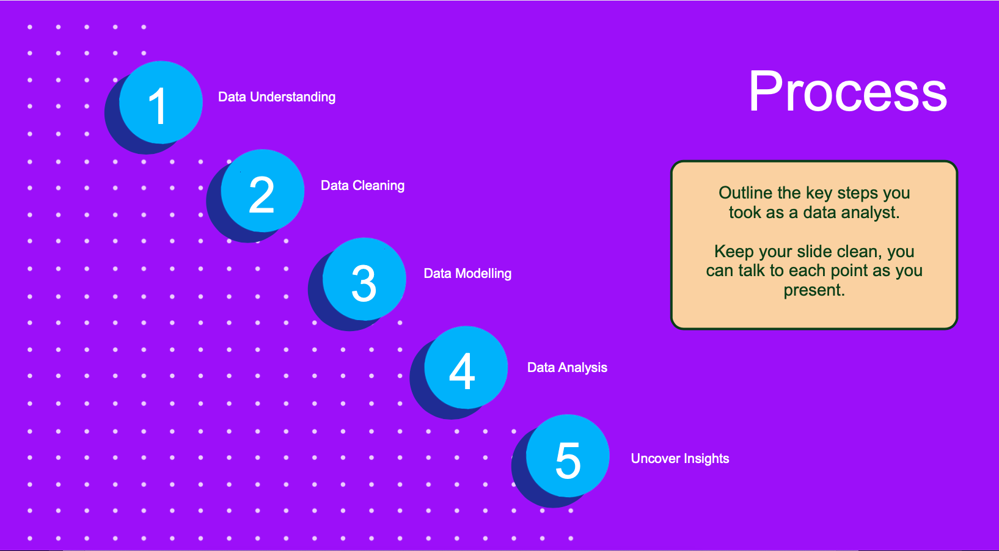 Process
1
Data Understanding
2
Data Cleaning
3
Data Modelling
4
Data Analysis
5
Uncover Insights
Outline the key steps you
took as a data analyst.
Keep your slide clean, you
can talk to each point as you
present.